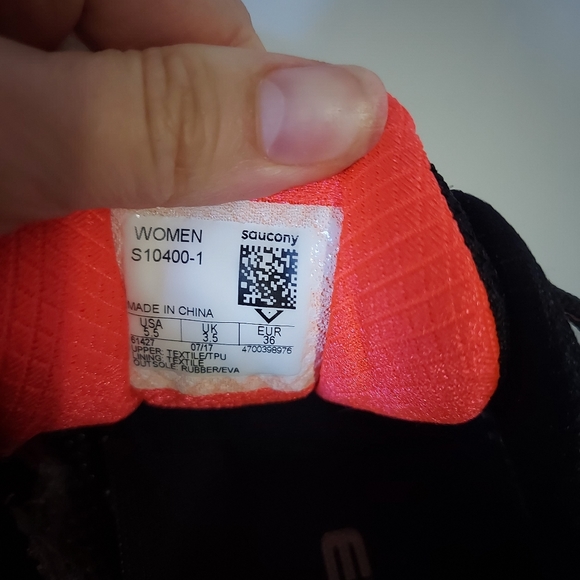 WOMEN
S10400-1
saucony
MADE IN CHINA
USA UK EUR
5.5 3.5 36
61427 07/17 4700398976
UPPER: TEXTILE/TPU
LINING: TEXTILE
OUTSOLE: RUBBER/EVA